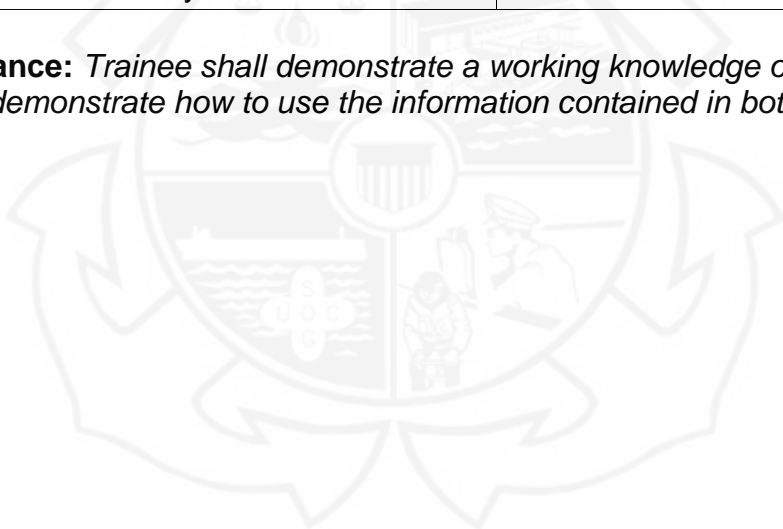 ance: Trainee shall demonstrate a working knowledge o
demonstrate how to use the information contained in bot
S
U O C
G